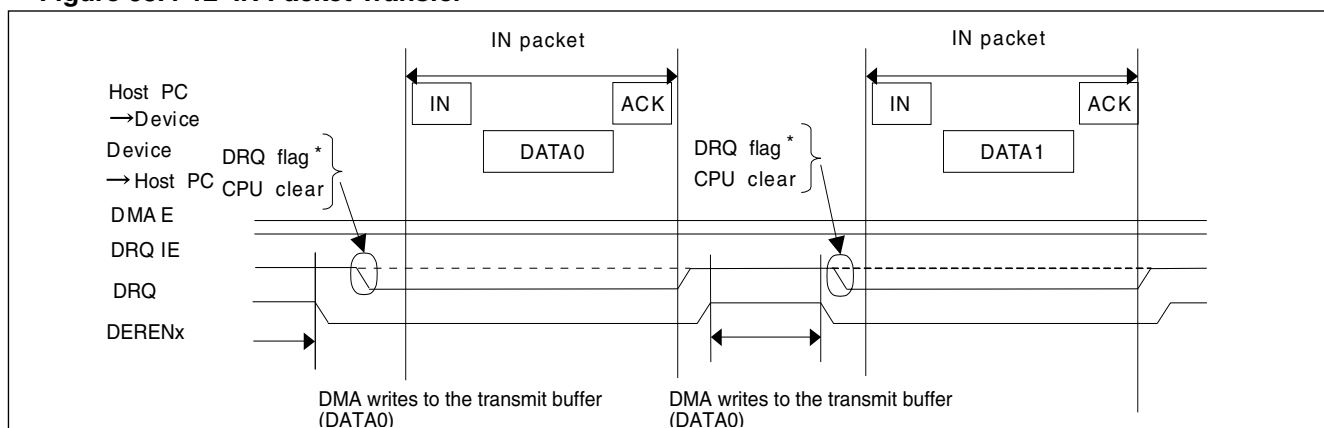 IN packet
IN packet
Host PC
→Device
Device
→Host PC
IN
ACK
DATA0
DRQ flag *
CPU clear
IN
ACK
DATA1
DRQ flag *
CPU clear
DMA E
DRQ IE
DRQ
DERENx
DMA writes to the transmit buffer
(DATA0)
DMA writes to the transmit buffer
(DATA0)